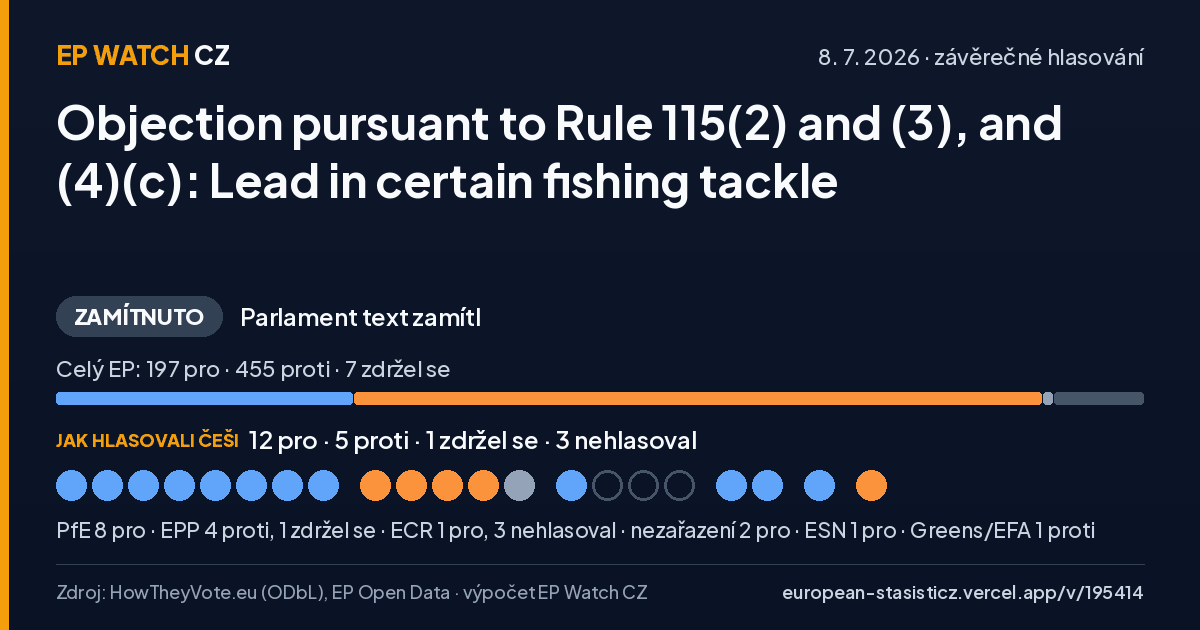 EP WATCH CZ
8. 7. 2026 · závěrečné hlasování
Objection pursuant to Rule 115(2) and (3), and
(4)(c): Lead in certain fishing tackle
ZAMÍTNUTO Parlament text zamítl
Celý EP: 197 pro · 455 proti · 7 zdržel se
JAK HLASOVALI ČEŠI 12 pro · 5 proti · 1 zdržel se · 3 nehlasoval
PfE 8 pro · EPP 4 proti, 1 zdržel se · ECR 1 pro, 3 nehlasoval · nezařazení 2 pro · ESN 1 pro · Greens/EFA 1 proti
Zdroj: HowTheyVote.eu (ODbL), EP Open Data · výpočet EP Watch CZ
european-stasisticz.vercel.app/v/195414